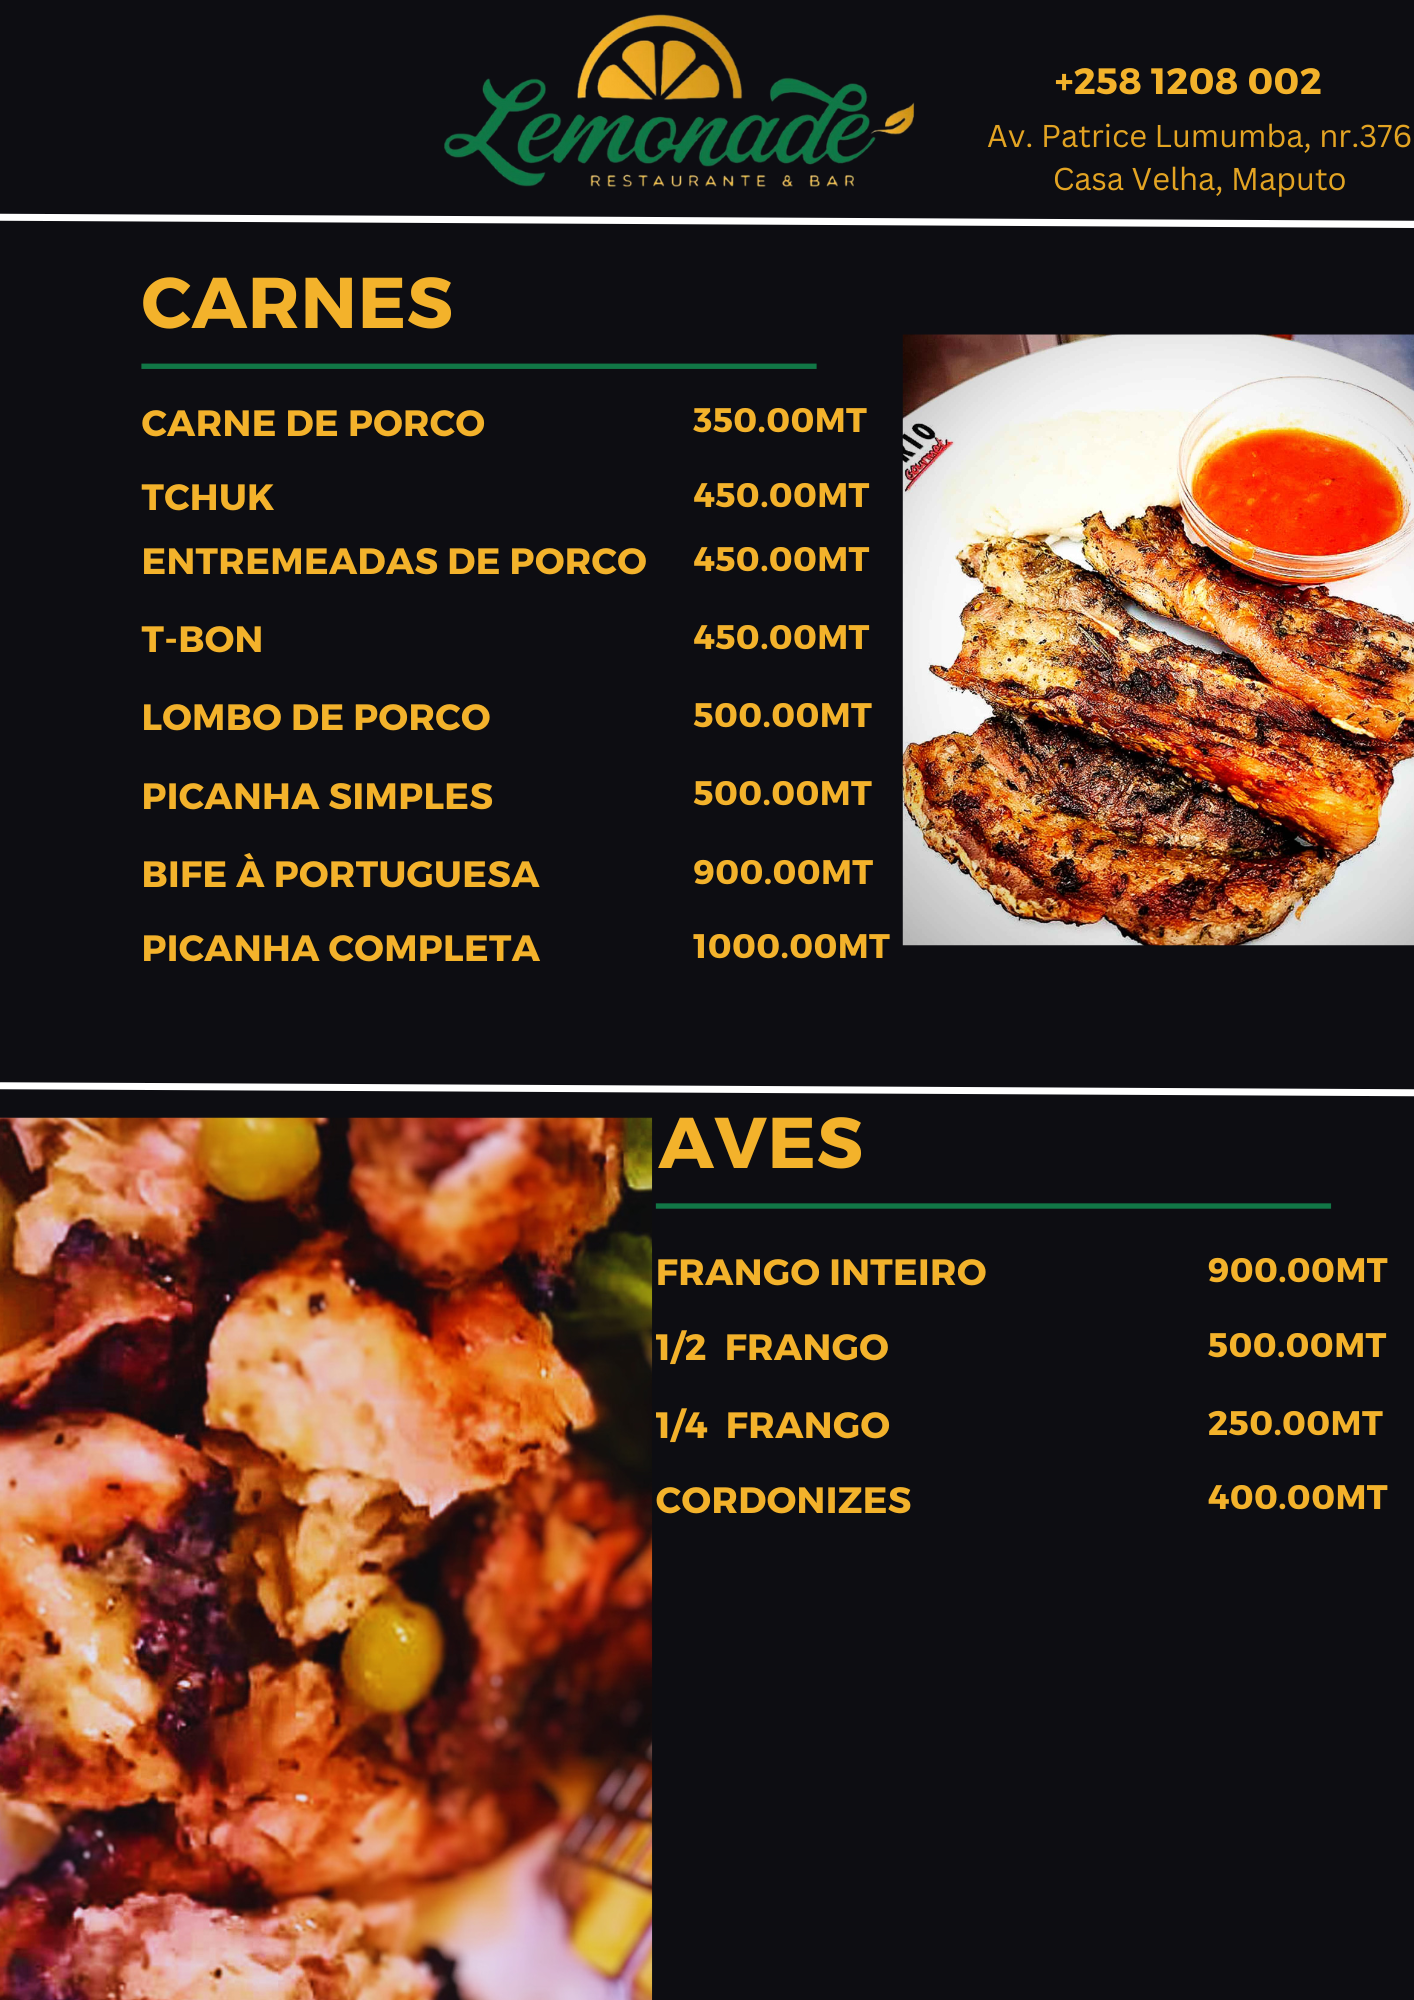 Lemonade
RESTAURANTE & BAR
+258 1208 002
Av. Patrice Lumumba, nr.376
Casa Velha, Maputo
CARNES
CARNE DE PORCO 350.00MT
TCHUK 450.00MT
ENTREMEADAS DE PORCO 450.00MT
T-BON 450.00MT
LOMBO DE PORCO 500.00MT
PICANHA SIMPLES 500.00MT
BIFE À PORTUGUESA 900.00MT
PICANHA COMPLETA 1000.00MT
AVES
FRANGO INTEIRO 900.00MT
1/2 FRANGO 500.00MT
1/4 FRANGO 250.00MT
CORDONIZES 400.00MT